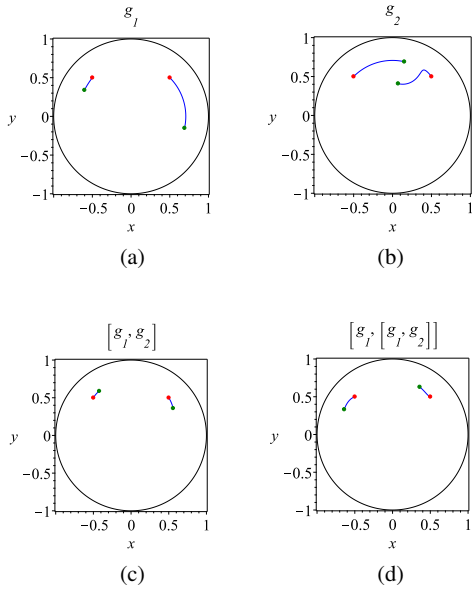 g₁ g₂
1 1
0.5 0.5
y 0 y 0
−0.5 −0.5
−1 −1
−0.5 0 0.5 1 −0.5 0 0.5 1
x x
(a) (b)
[g₁, g₂] [g₁, [g₁, g₂]]
1 1
0.5 0.5
y 0 y 0
−0.5 −0.5
−1 −1
−0.5 0 0.5 1 −0.5 0 0.5 1
x x
(c) (d)